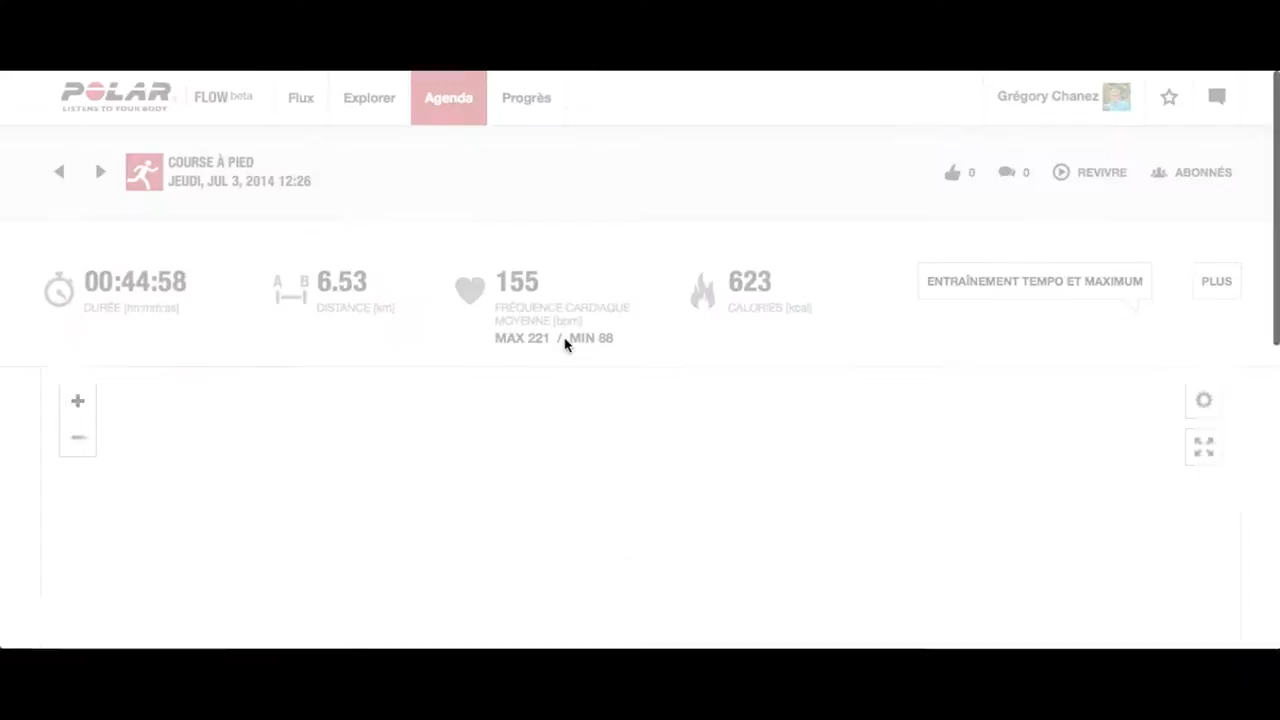 POLAR
LISTENS TO YOUR BODY
FLOW beta
Flux
Explorer
Agenda
Progrès
Grégory Chanez
COURSE À PIED
JEUDI, JUL 3, 2014 12:26
0
0
REVIVRE
ABONNÉS
00:44:58
DURÉE [hh:mm:ss]
A B
6.53
DISTANCE [km]
155
FRÉQUENCE CARDIAQUE
MOYENNE [bpm]
MAX 221 / MIN 88
623
CALORIES [kcal]
ENTRAÎNEMENT TEMPO ET MAXIMUM
PLUS